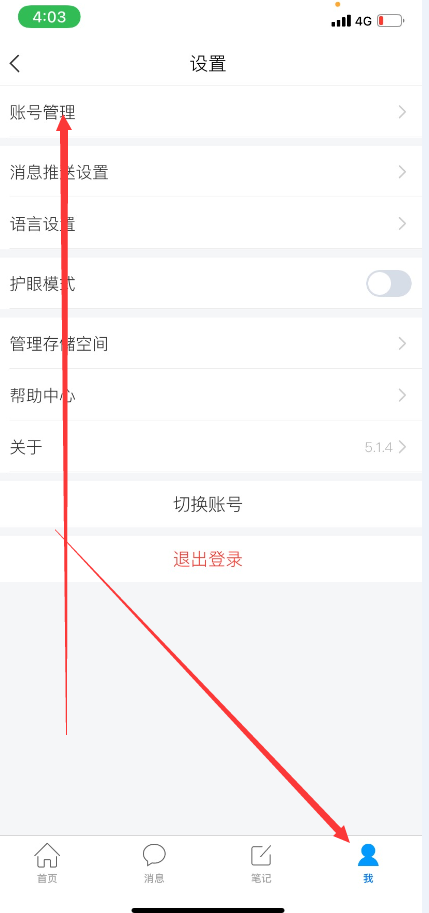 4:03
4G
设置
账号管理
消息推送设置
语言设置
护眼模式
管理存储空间
帮助中心
关于 5.1.4
切换账号
退出登录
首页 消息 笔记 我